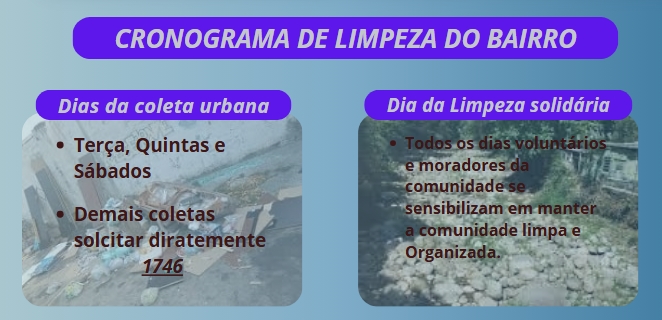 CRONOGRAMA DE LIMPEZA DO BAIRRO
Dias da coleta urbana
• Terça, Quintas e
Sábados
• Demais coletas
solcitar diratemente
1746
Dia da Limpeza solidária
• Todos os dias voluntários
e moradores da
comunidade se
sensibilizam em manter
a comunidade limpa e
Organizada.